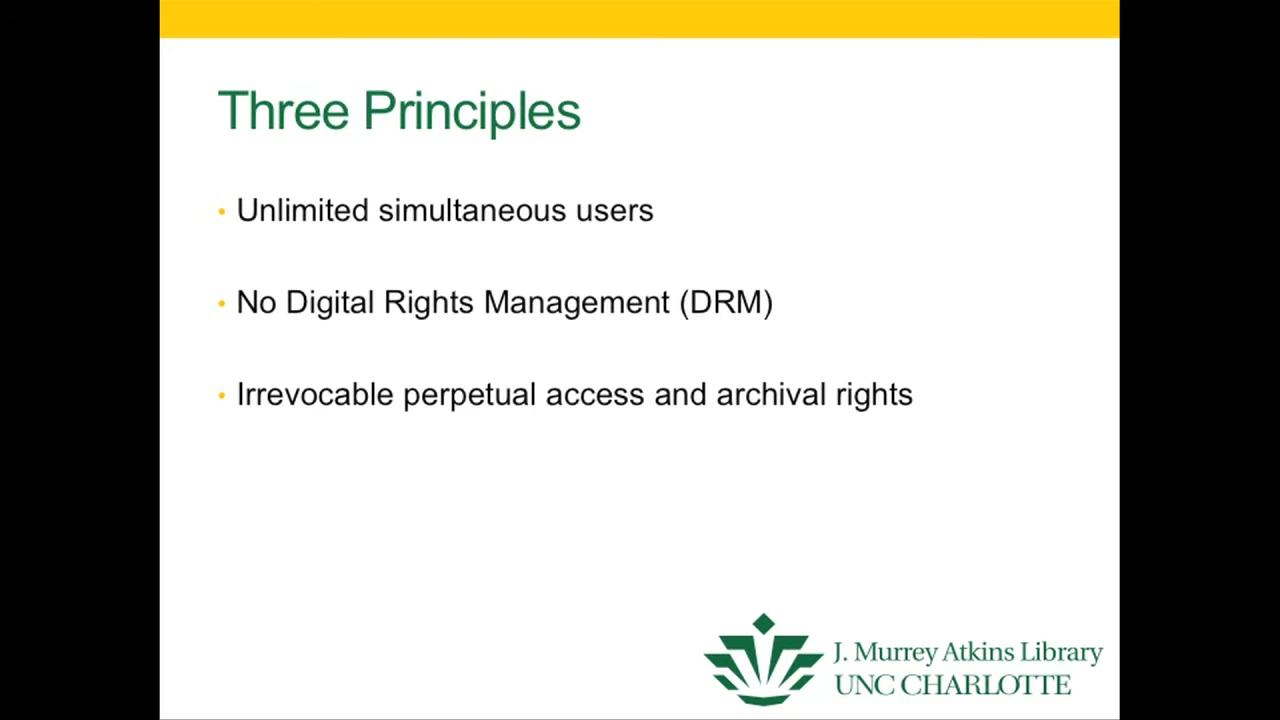 Three Principles
• Unlimited simultaneous users
• No Digital Rights Management (DRM)
• Irrevocable perpetual access and archival rights
J. Murrey Atkins Library
UNC CHARLOTTE